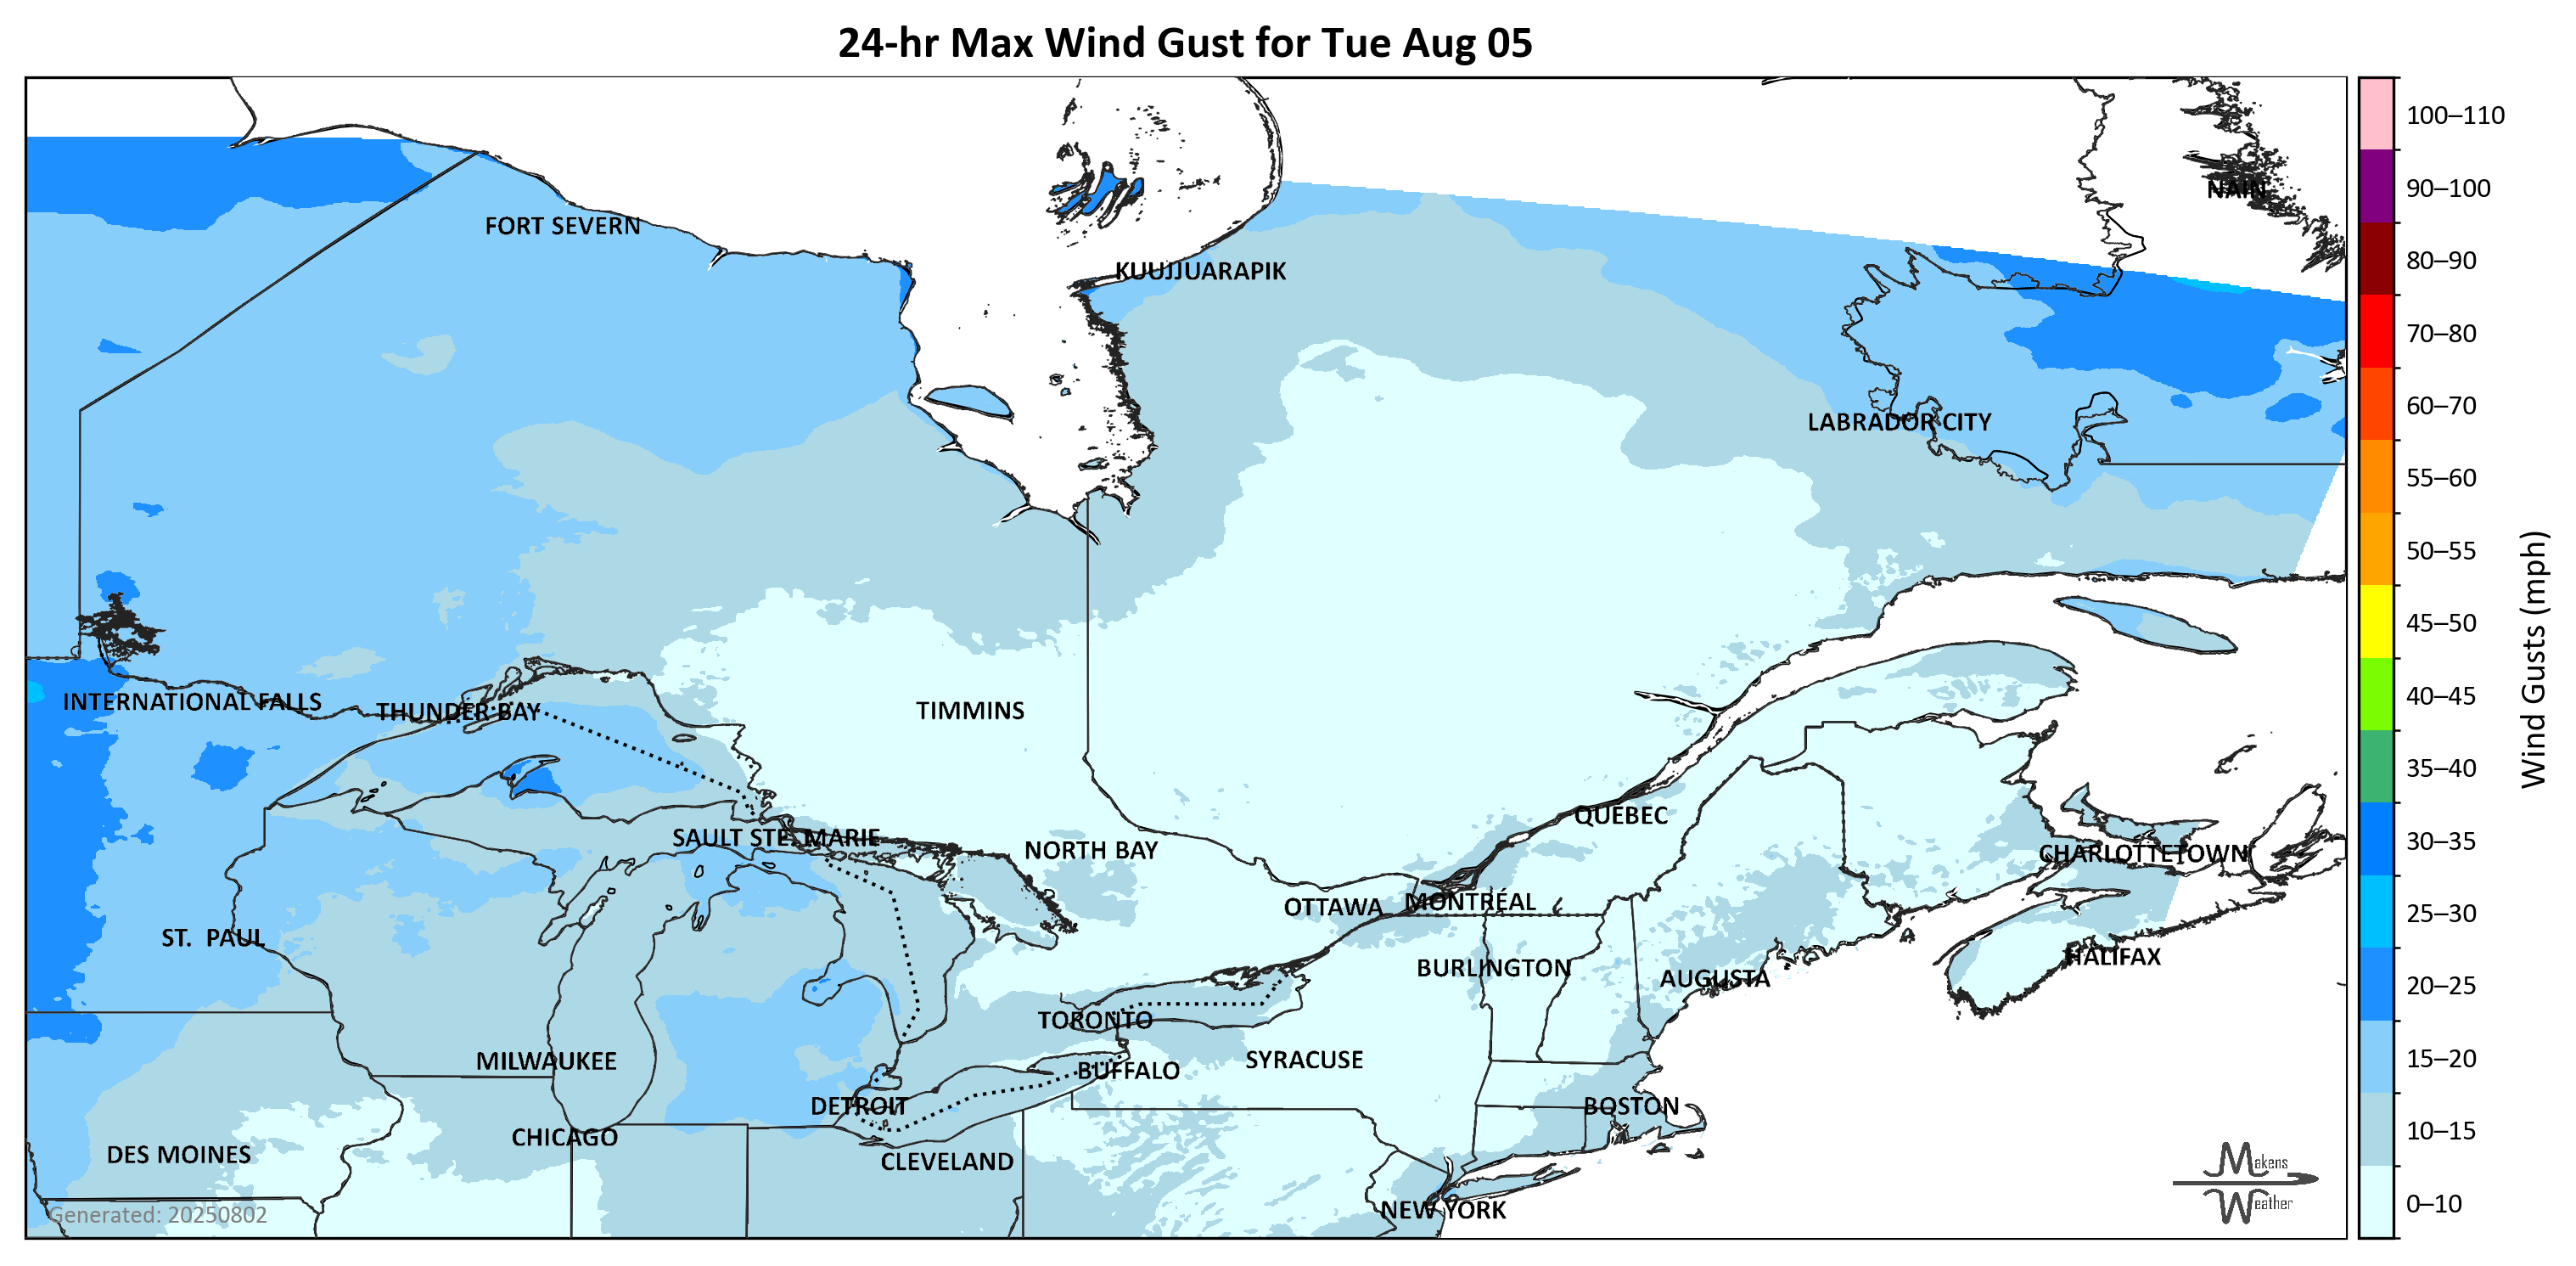 24-hr Max Wind Gust for Tue Aug 05
100–110
90–100
NAIN
FORT SEVERN
80–90
KUUJJUARAPIK
70–80
60–70
LABRADOR CITY
55–60
50–55
45–50
Wind Gusts (mph)
40–45
INTERNATIONAL FALLS
THUNDER BAY
TIMMINS
35–40
QUEBEC
30–35
SAULT STE. MARIE
NORTH BAY
CHARLOTTETOWN
OTTAWA
MONTRÉAL
25–30
ST. PAUL
HALIFAX
BURLINGTON
AUGUSTA
20–25
TORONTO
MILWAUKEE
SYRACUSE
15–20
BUFFALO
DETROIT
BOSTON
10–15
CHICAGO
DES MOINES
CLEVELAND
Makens
Weather
NEW YORK
0–10
Generated: 20250802